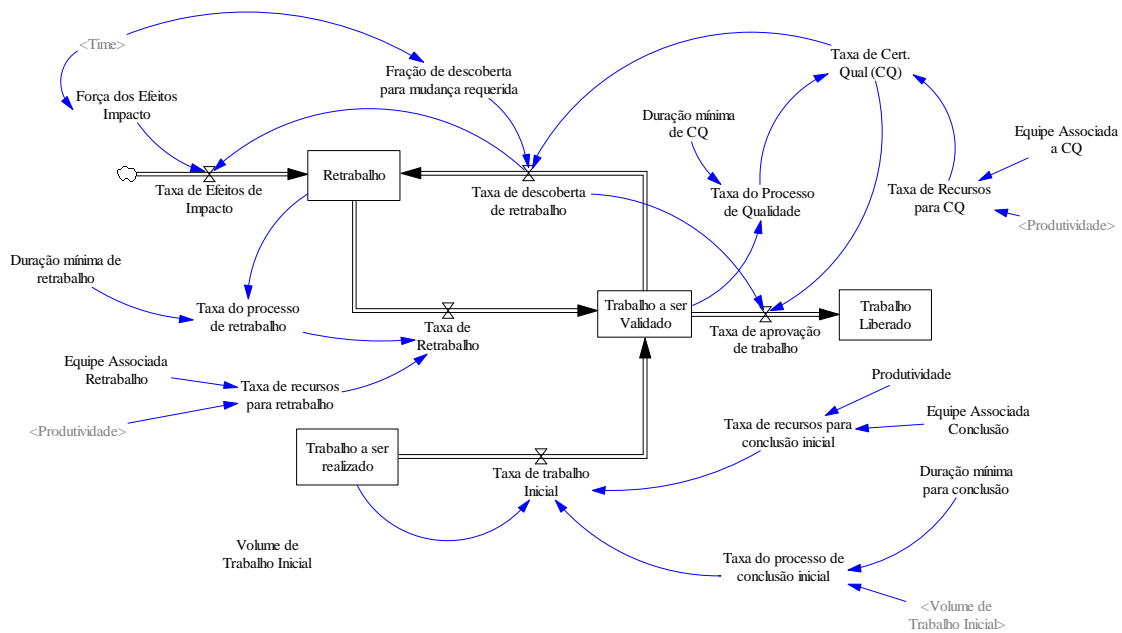 <Time>
Força dos Efeitos
Impacto
Fração de descoberta
para mudança requerida
Taxa de Cert.
Qual (CQ)
Duração mínima
de CQ
Equipe Associada
a CQ
Taxa de Efeitos de
Impacto
Retrabalho
Taxa de descoberta
de retrabalho
Taxa do Processo
de Qualidade
Taxa de Recursos
para CQ
<Produtividade>
Duração mínima de
retrabalho
Taxa do processo
de retrabalho
Taxa de
Retrabalho
Trabalho a ser
Validado
Taxa de aprovação
de trabalho
Trabalho
Liberado
Equipe Associada
Retrabalho
Taxa de recursos
para retrabalho
<Produtividade>
Produtividade
Equipe Associada
Conclusão
Taxa de recursos para
conclusão inicial
Trabalho a ser
realizado
Taxa de trabalho
Inicial
Duração mínima
para conclusão
Volume de
Trabalho Inicial
Taxa do processo de
conclusão inicial
<Volume de
Trabalho Inicial>